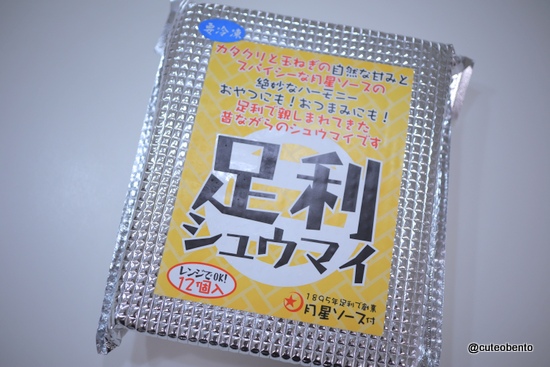 要冷凍
カタクリと玉ねぎの自然な甘みと
スパイシーな月星ソースの
絶妙なハーモニー
おやつにも!おつまみにも!
足利で親しまれてきた
昔ながらのシュウマイです
足利
シュウマイ
レンジでOK!
12個入
1895年足利で創業
月星ソース付
@cuteobento